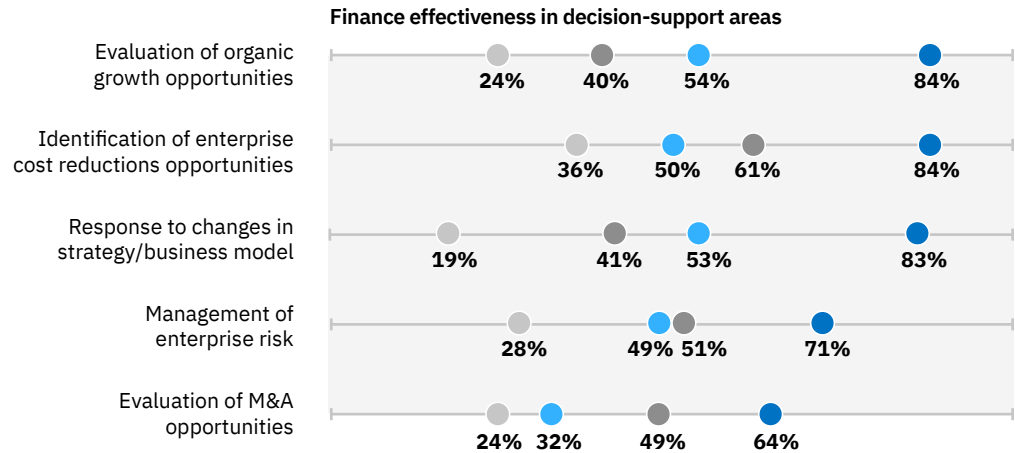 Finance effectiveness in decision-support areas
Evaluation of organic
growth opportunities
24% 40% 54% 84%
Identification of enterprise
cost reductions opportunities
36% 50% 61% 84%
Response to changes in
strategy/business model
19% 41% 53% 83%
Management of
enterprise risk
28% 49% 51% 71%
Evaluation of M&A
opportunities
24% 32% 49% 64%